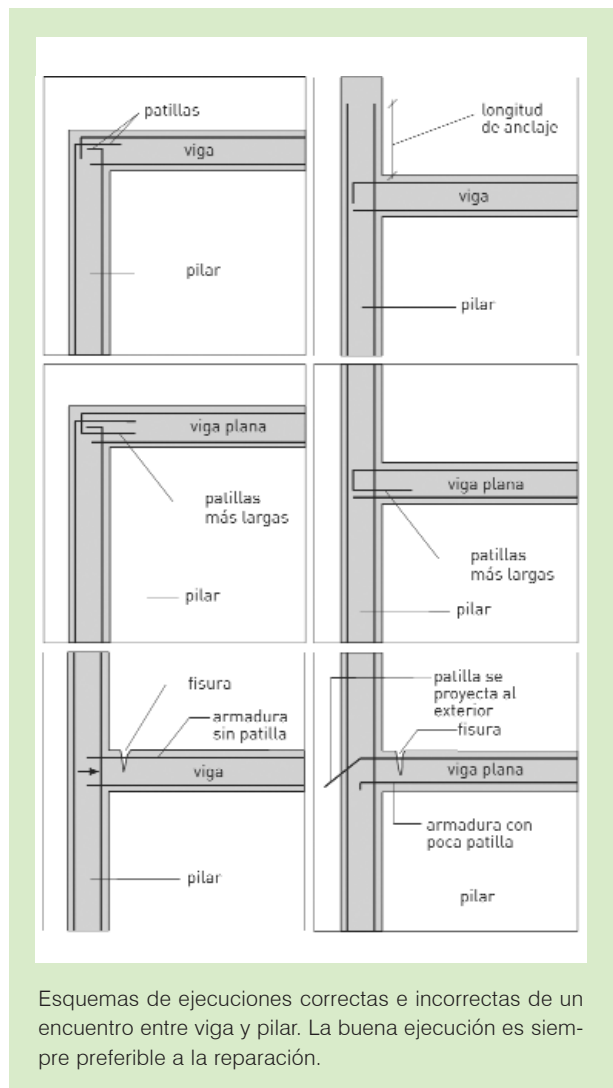 patillas
viga
pilar
longitud
de anclaje
viga
pilar
viga plana
patillas
más largas
pilar
viga plana
patillas
más largas
pilar
fisura
armadura
sin patilla
viga
pilar
patilla se
proyecta al
exterior
fisura
viga plana
armadura con
poca patilla
pilar
Esquemas de ejecuciones correctas e incorrectas de un
encuentro entre viga y pilar. La buena ejecución es siem-
pre preferible a la reparación.